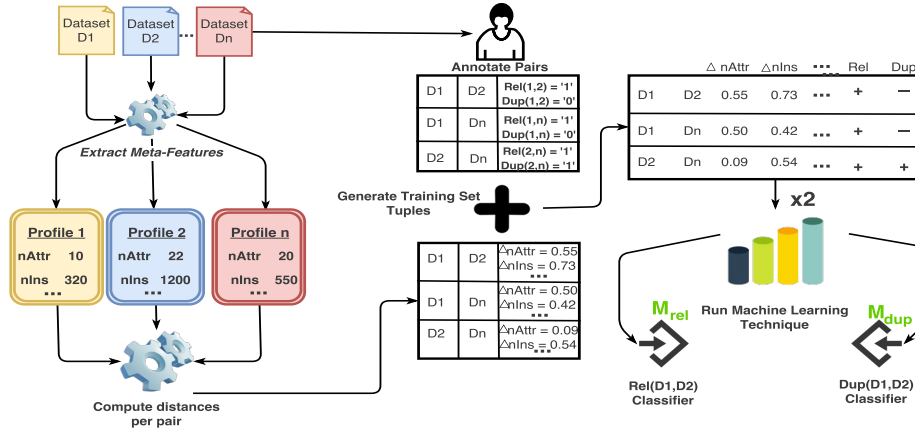 Dataset D1
Dataset D2
...
Dataset Dn
Extract Meta-Features
Profile 1
nAttr 10
nIns 320
...
Profile 2
nAttr 22
nIns 1200
...
Profile n
nAttr 20
nIns 550
...
Compute distances
per pair
Annotate Pairs
D1 D2 Rel(1,2) = '1'
Dup(1,2) = '0'
D1 Dn Rel(1,n) = '1'
Dup(1,n) = '0'
D2 Dn Rel(2,n) = '1'
Dup(2,n) = '1'
Generate Training Set
Tuples
D1 D2 △nAttr = 0.55
△nIns = 0.73
...
D1 Dn △nAttr = 0.50
△nIns = 0.42
...
D2 Dn △nAttr = 0.09
△nIns = 0.54
...
△ nAttr △nIns ... Rel Dup
D1 D2 0.55 0.73 ... + −
D1 Dn 0.50 0.42 ... + −
D2 Dn 0.09 0.54 ... + +
x2
Run Machine Learning
Technique
Mrel
Rel(D1,D2)
Classifier
Mdup
Dup(D1,D2)
Classifier